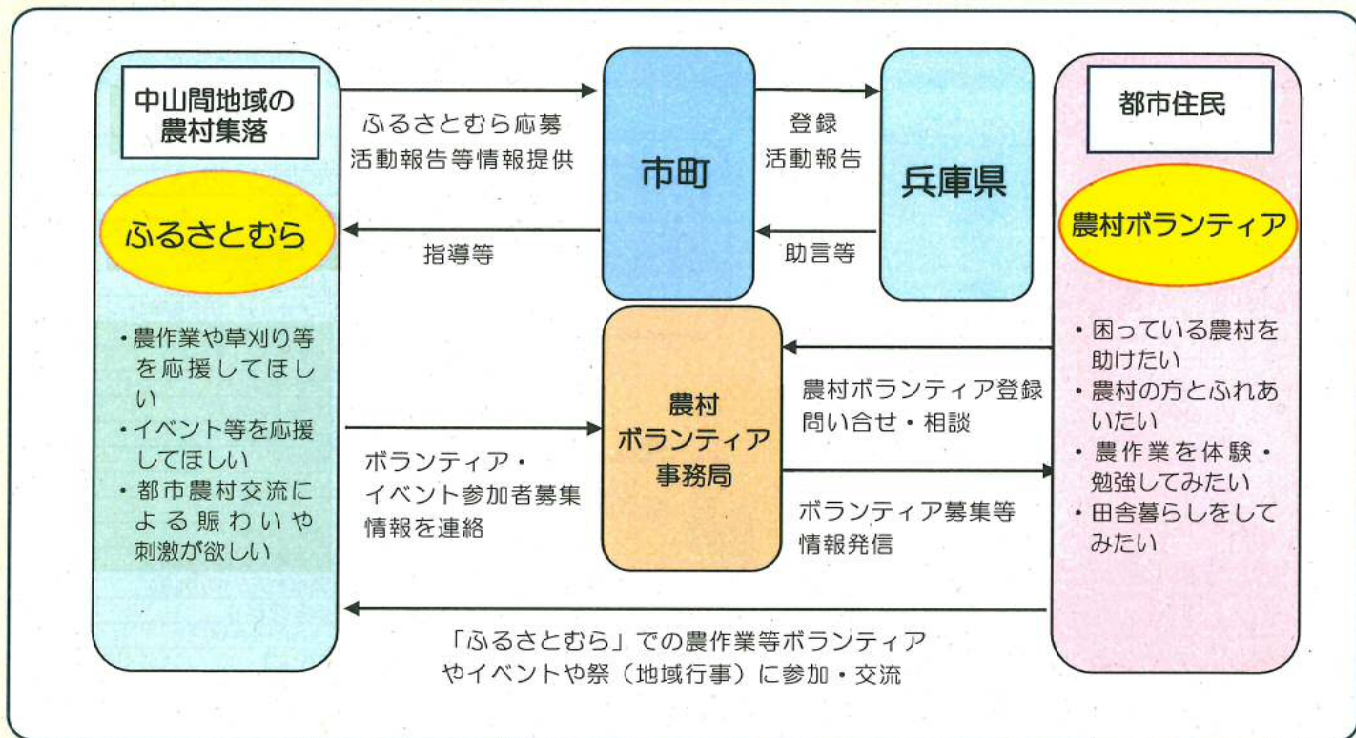 中山間地域の
農村集落
ふるさとむら
・農作業や草刈り等
を応援してほし
い
・イベント等を応援
してほしい
・都市農村交流に
よる賑わいや
刺激が欲しい
ふるさとむら応募
活動報告等情報提供
指導等
市町
登録
活動報告
助言等
兵庫県
ボランティア・
イベント参加者募集
情報を連絡
農村
ボランティア
事務局
農村ボランティア登録
問い合せ・相談
ボランティア募集等
情報発信
都市住民
農村ボランティア
・困っている農村を
助けたい
・農村の方とふれあ
いたい
・農作業を体験・
勉強してみたい
・田舎暮らしをして
みたい
「ふるさとむら」での農作業等ボランティア
やイベントや祭（地域行事）に参加・交流